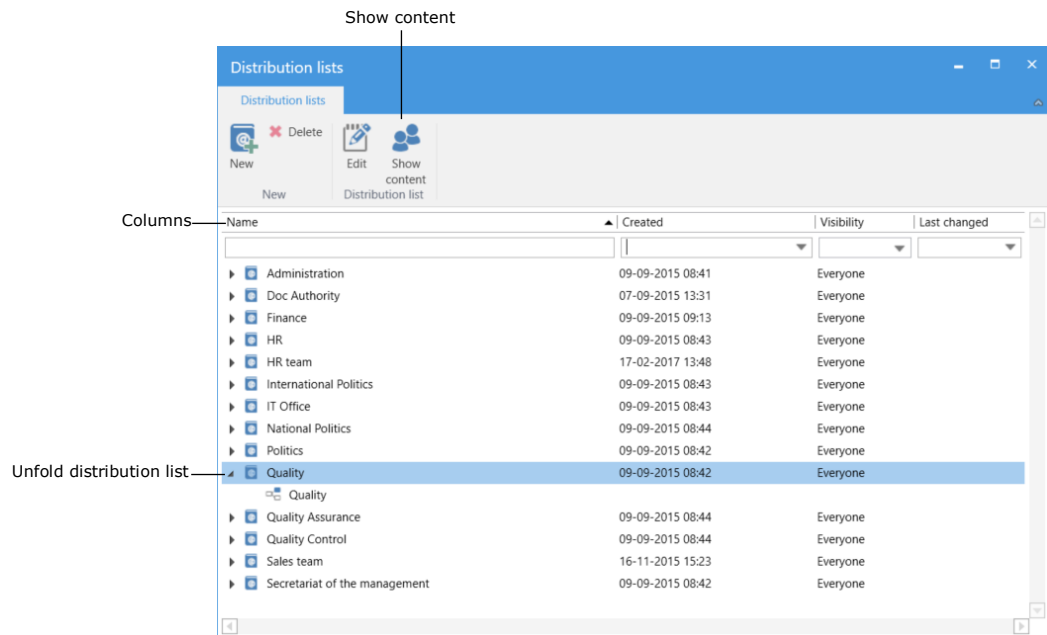 Show content
Distribution lists
Distribution lists
Delete
New
Edit
Show content
New
Distribution list
Columns
Name Created Visibility Last changed
Administration 09-09-2015 08:41 Everyone
Doc Authority 07-09-2015 13:31 Everyone
Finance 09-09-2015 09:13 Everyone
HR 09-09-2015 08:43 Everyone
HR team 17-02-2017 13:48 Everyone
International Politics 09-09-2015 08:43 Everyone
IT Office 09-09-2015 08:43 Everyone
National Politics 09-09-2015 08:44 Everyone
Politics 09-09-2015 08:42 Everyone
Unfold distribution list
Quality 09-09-2015 08:42 Everyone
Quality
Quality Assurance 09-09-2015 08:44 Everyone
Quality Control 09-09-2015 08:44 Everyone
Sales team 16-11-2015 15:23 Everyone
Secretariat of the management 09-09-2015 08:42 Everyone